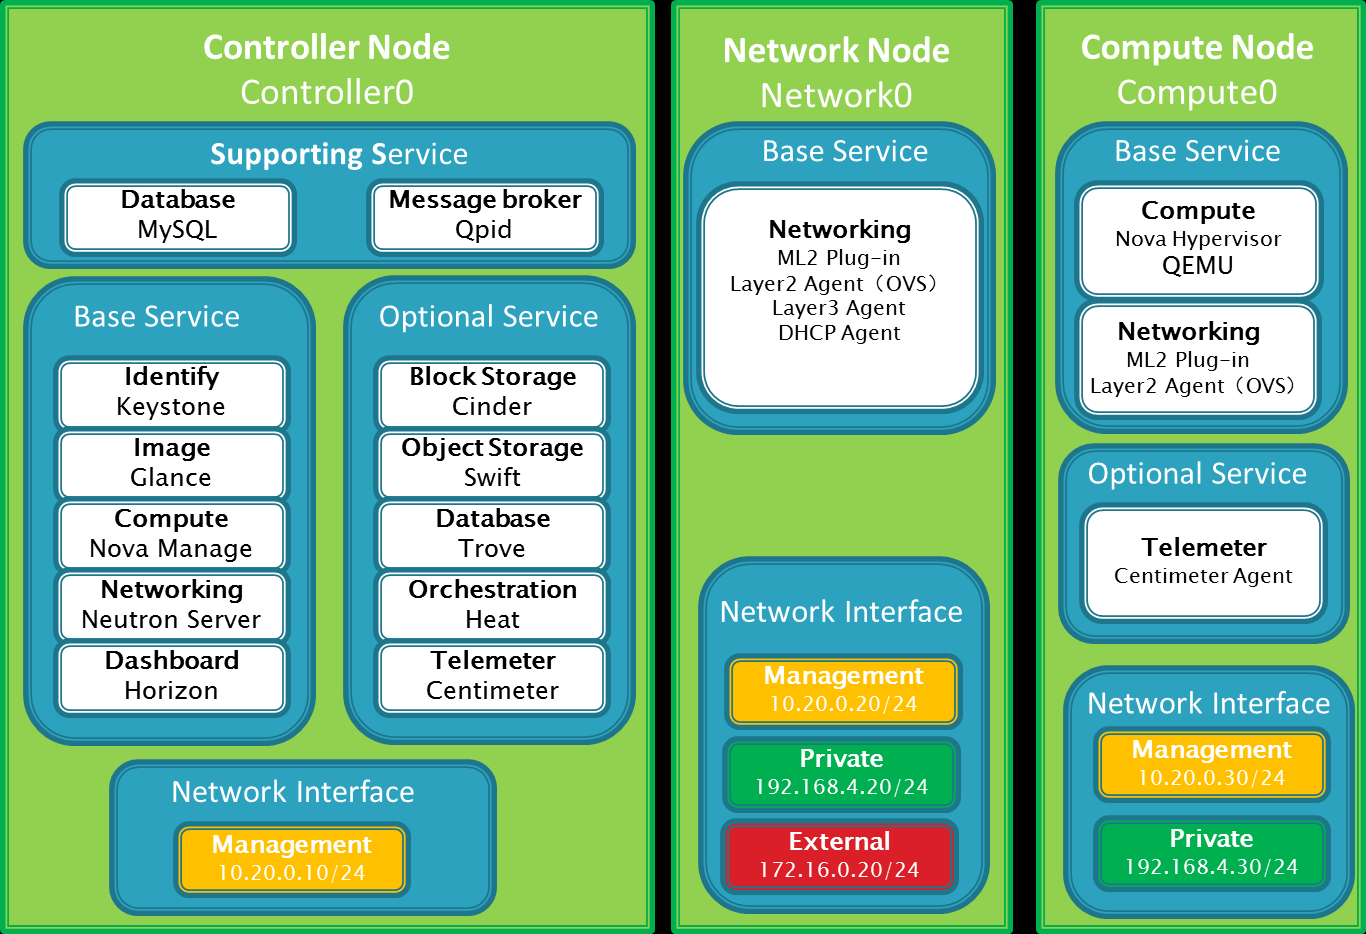 Controller Node
Controller0
Supporting Service
Database
MySQL
Message broker
Qpid
Base Service
Identify
Keystone
Image
Glance
Compute
Nova Manage
Networking
Neutron Server
Dashboard
Horizon
Optional Service
Block Storage
Cinder
Object Storage
Swift
Database
Trove
Orchestration
Heat
Telemeter
Centimeter
Network Interface
Management
10.20.0.10/24
Network Node
Network0
Base Service
Networking
ML2 Plug-in
Layer2 Agent（OVS）
Layer3 Agent
DHCP Agent
Network Interface
Management
10.20.0.20/24
Private
192.168.4.20/24
External
172.16.0.20/24
Compute Node
Compute0
Base Service
Compute
Nova Hypervisor
QEMU
Networking
ML2 Plug-in
Layer2 Agent（OVS）
Optional Service
Telemeter
Centimeter Agent
Network Interface
Management
10.20.0.30/24
Private
192.168.4.30/24